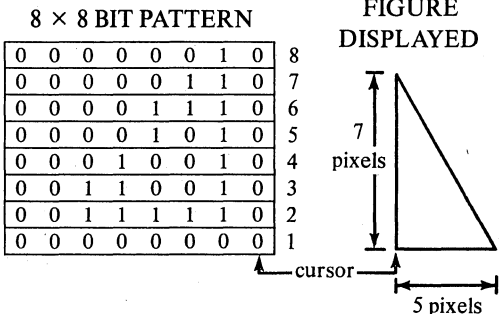 8 × 8 BIT PATTERN
0 0 0 0 0 0 1 0 8
0 0 0 0 0 1 1 0 7
0 0 0 0 1 1 1 0 6
0 0 0 0 1 0 1 0 5
0 0 0 1 0 0 1 0 4
0 0 1 1 0 0 1 0 3
0 0 1 1 1 1 1 0 2
0 0 0 0 0 0 0 0 1
FIGURE
DISPLAYED
7
pixels
cursor
5 pixels